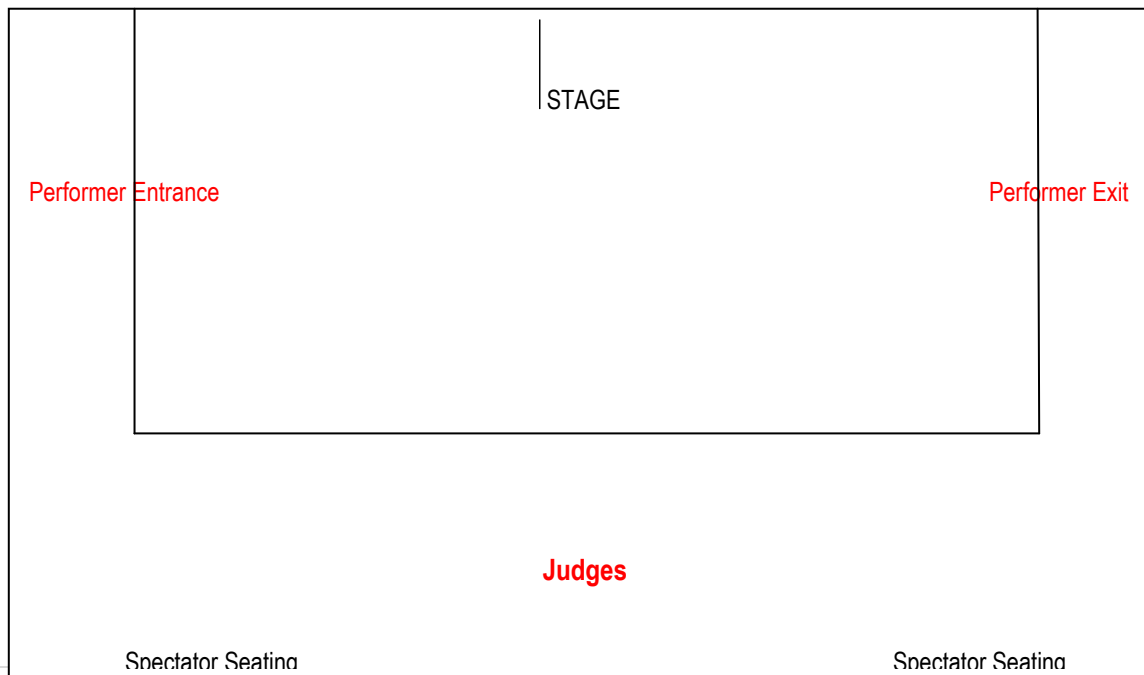 STAGE
Performer Entrance
Performer Exit
Judges
Spectator Seating
Spectator Seating